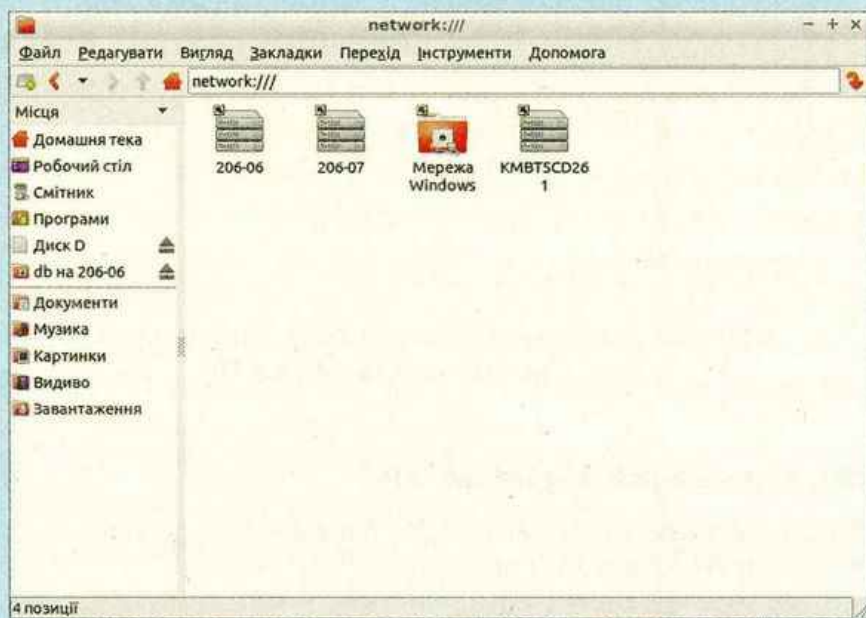 network:///
Файл Редагувати Вигляд Закладки Перехід Інструменти Допомога
network:///
Місця
Домашня тека
Робочий стіл
Смітник
Програми
Диск D
db на 206-06
Документи
Музика
Картинки
Видиво
Завантаження
206-06
206-07
Мережа
Windows
KMBTSCD26
1
4 позиції